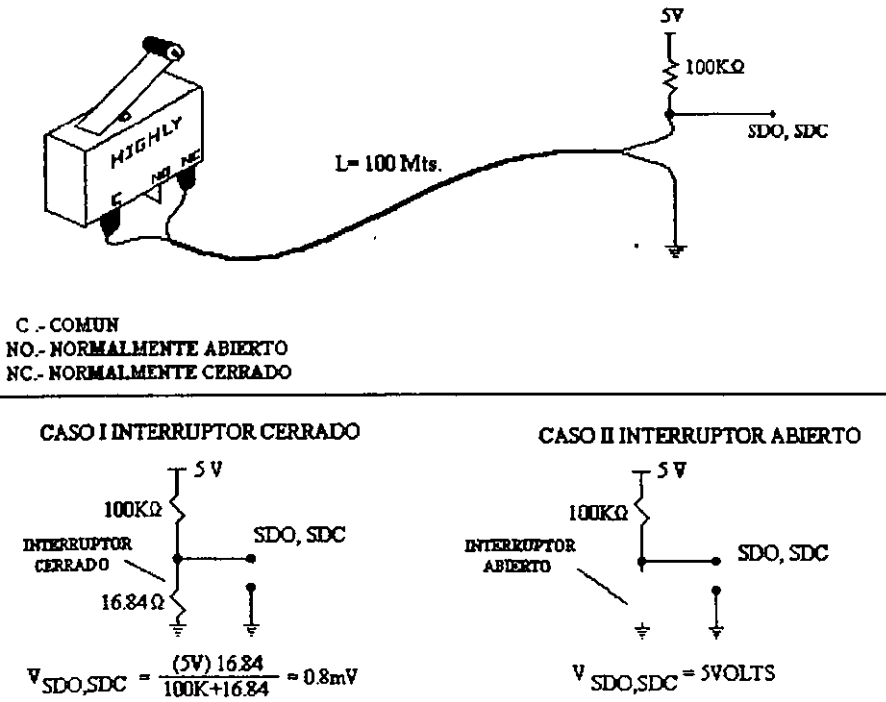 5V
100KΩ
SDO, SDC
HIGHLY
C NO NC
L= 100 Mts.
C .- COMUN
NO.- NORMALMENTE ABIERTO
NC.- NORMALMENTE CERRADO
CASO I INTERRUPTOR CERRADO
5 V
100KΩ
SDO, SDC
INTERRUPTOR
CERRADO
16.84Ω
V SDO,SDC = (5V) 16.84 / 100K+16.84 = 0.8mV
CASO II INTERRUPTOR ABIERTO
5 V
100KΩ
INTERRUPTOR
ABIERTO
SDO, SDC
V SDO,SDC = 5VOLTS